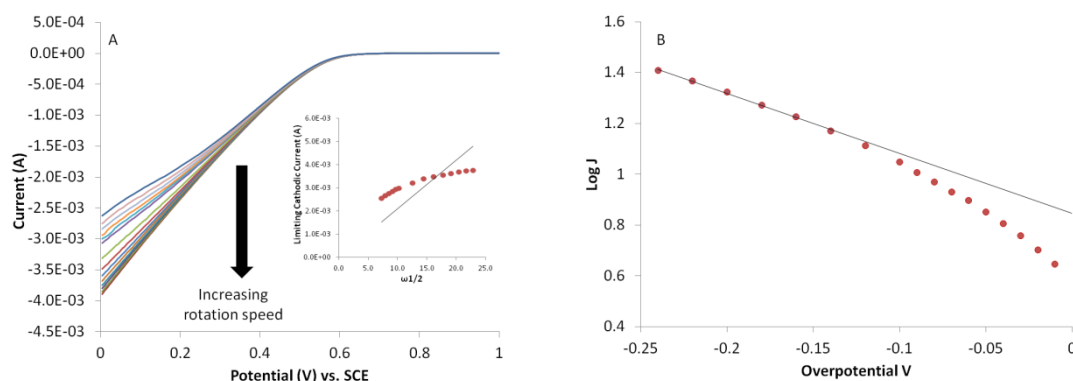 A
5.0E-04
0.0E+00
-5.0E-04
-1.0E-03
-1.5E-03
-2.0E-03
-2.5E-03
-3.0E-03
-3.5E-03
-4.0E-03
-4.5E-03
Current (A)
0 0.2 0.4 0.6 0.8 1
Potential (V) vs. SCE
Increasing
rotation speed
6.0E-03
5.0E-03
4.0E-03
3.0E-03
2.0E-03
1.0E-03
0.0E+00
Limiting Cathodic Current (A)
0.0 5.0 10.0 15.0 20.0 25.0
ω1/2
B
1.6
1.4
1.2
1
0.8
0.6
0.4
Log J
-0.25 -0.2 -0.15 -0.1 -0.05 0
Overpotential V